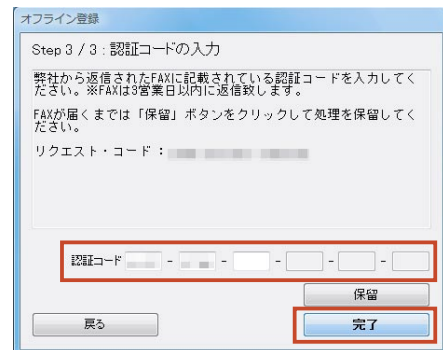 オフライン登録
Step 3 / 3 : 認証コードの入力
弊社から返信されたFAXに記載されている認証コードを入力してく
ださい。※FAXは3営業日以内に返信致します。
FAXが届くまでは「保留」ボタンをクリックして処理を保留してく
ださい。
リクエスト・コード :
認証コード - - - - -
保留
戻る
完了